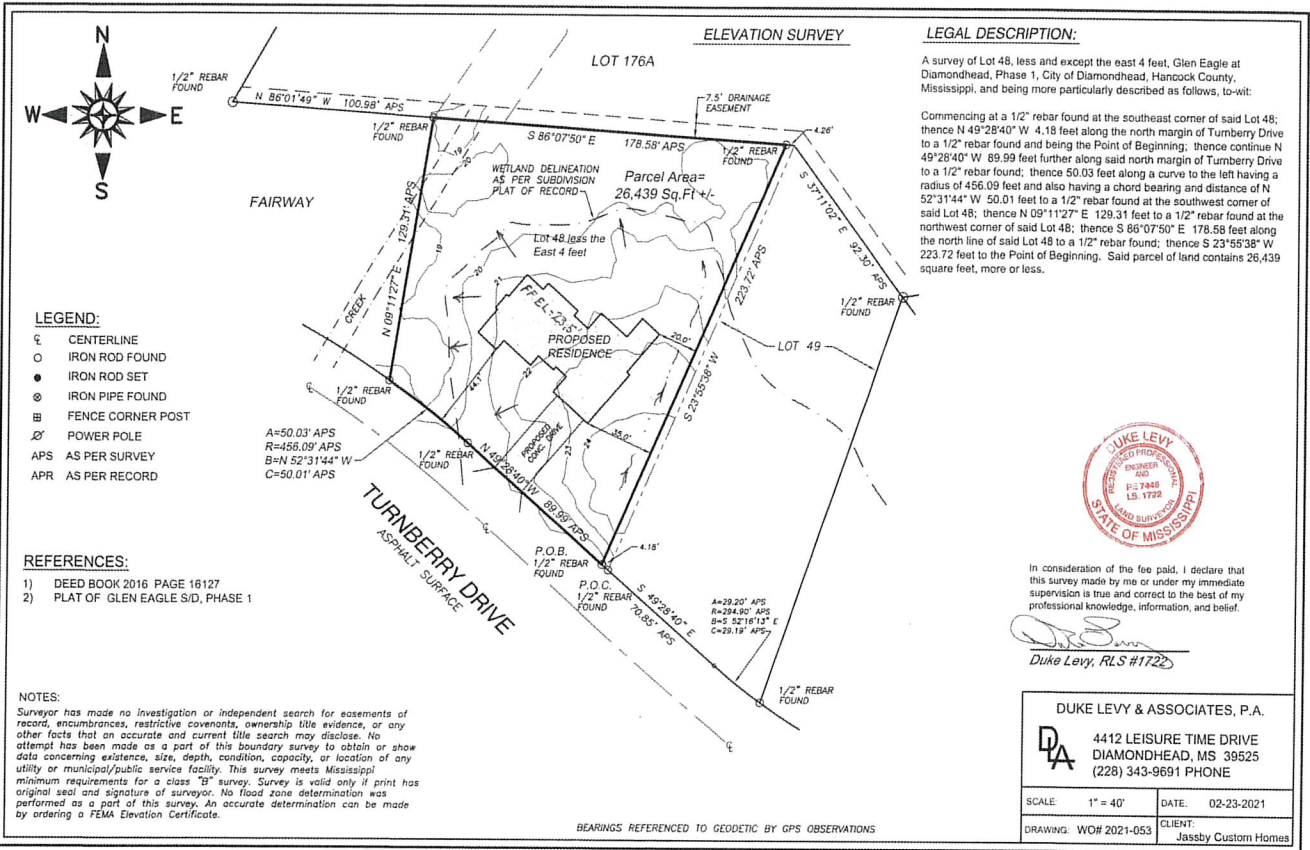 ELEVATION SURVEY
N
W
E
S
1/2" REBAR
FOUND
N 86°01'49" W 100.98' APS
1/2" REBAR
FOUND
LOT 176A
7.5' DRAINAGE
EASEMENT
4.26'
S 86°07'50" E
178.58' APS
1/2" REBAR
FOUND
WETLAND DELINEATION
AS PER SUBDIVISION
PLAT OF RECORD
Parcel Area=
26,439 Sq.Ft +/-
FAIRWAY
19
20
Lot 48 less the
East 4 feet
S 37°11'02" E 92.30' APS
1/2" REBAR
FOUND
N 09°11'27" E 129.31' APS
19
20
21
CREEK
FF EL=23.5'
PROPOSED
RESIDENCE
20.0'
223.72' APS
S 23°55'38" W
LOT 49
22
44.1'
1/2" REBAR
FOUND
A=50.03' APS
R=456.09' APS
B=N 52°31'44" W
C=50.01' APS
1/2" REBAR
FOUND
PROPOSED
CONC. DRIVE
23
24
35.0'
N 49°28'40" W 89.99' APS
TURNBERRY DRIVE
ASPHALT SURFACE
P.O.B.
1/2" REBAR
FOUND
4.18'
P.O.C.
1/2" REBAR
FOUND
S 49°28'40" E
70.85' APS
A=29.20' APS
R=294.90' APS
B=S 52°16'13" E
C=29.19' APS
1/2" REBAR
FOUND
LEGEND:
℄ CENTERLINE
IRON ROD FOUND
IRON ROD SET
IRON PIPE FOUND
FENCE CORNER POST
POWER POLE
APS AS PER SURVEY
APR AS PER RECORD
REFERENCES:
1) DEED BOOK 2016 PAGE 16127
2) PLAT OF GLEN EAGLE S/D, PHASE 1
NOTES:
Surveyor has made no investigation or independent search for easements of
record, encumbrances, restrictive covenants, ownership title evidence, or any
other facts that an accurate and current title search may disclose. No
attempt has been made as a part of this boundary survey to obtain or show
data concerning existence, size, depth, condition, capacity, or location of any
utility or municipal/public service facility. This survey meets Mississippi
minimum requirements for a class "B" survey. Survey is valid only if print has
original seal and signature of surveyor. No flood zone determination was
performed as a part of this survey. An accurate determination can be made
by ordering a FEMA Elevation Certificate.
BEARINGS REFERENCED TO GEODETIC BY GPS OBSERVATIONS
LEGAL DESCRIPTION:
A survey of Lot 48, less and except the east 4 feet, Glen Eagle at
Diamondhead, Phase 1, City of Diamondhead, Hancock County,
Mississippi, and being more particularly described as follows, to-wit:
Commencing at a 1/2" rebar found at the southeast corner of said Lot 48;
thence N 49°28'40" W 4.18 feet along the north margin of Turnberry Drive
to a 1/2" rebar found and being the Point of Beginning; thence continue N
49°28'40" W 89.99 feet further along said north margin of Turnberry Drive
to a 1/2" rebar found; thence 50.03 feet along a curve to the left having a
radius of 456.09 feet and also having a chord bearing and distance of N
52°31'44" W 50.01 feet to a 1/2" rebar found at the southwest corner of
said Lot 48; thence N 09°11'27" E 129.31 feet to a 1/2" rebar found at the
northwest corner of said Lot 48; thence S 86°07'50" E 178.58 feet along
the north line of said Lot 48 to a 1/2" rebar found; thence S 23°55'38" W
223.72 feet to the Point of Beginning. Said parcel of land contains 26,439
square feet, more or less.
DUKE LEVY
REGISTERED PROFESSIONAL
ENGINEER
AND
PE 7448
LS. 1722
LAND SURVEYOR
STATE OF MISSISSIPPI
In consideration of the fee paid, I declare that
this survey made by me or under my immediate
supervision is true and correct to the best of my
professional knowledge, information, and belief.
Duke Levy, RLS #1722
DUKE LEVY & ASSOCIATES, P.A.
DLA
4412 LEISURE TIME DRIVE
DIAMONDHEAD, MS 39525
(228) 343-9691 PHONE
SCALE: 1" = 40'
DATE: 02-23-2021
DRAWING: WO# 2021-053
CLIENT:
Jassby Custom Homes